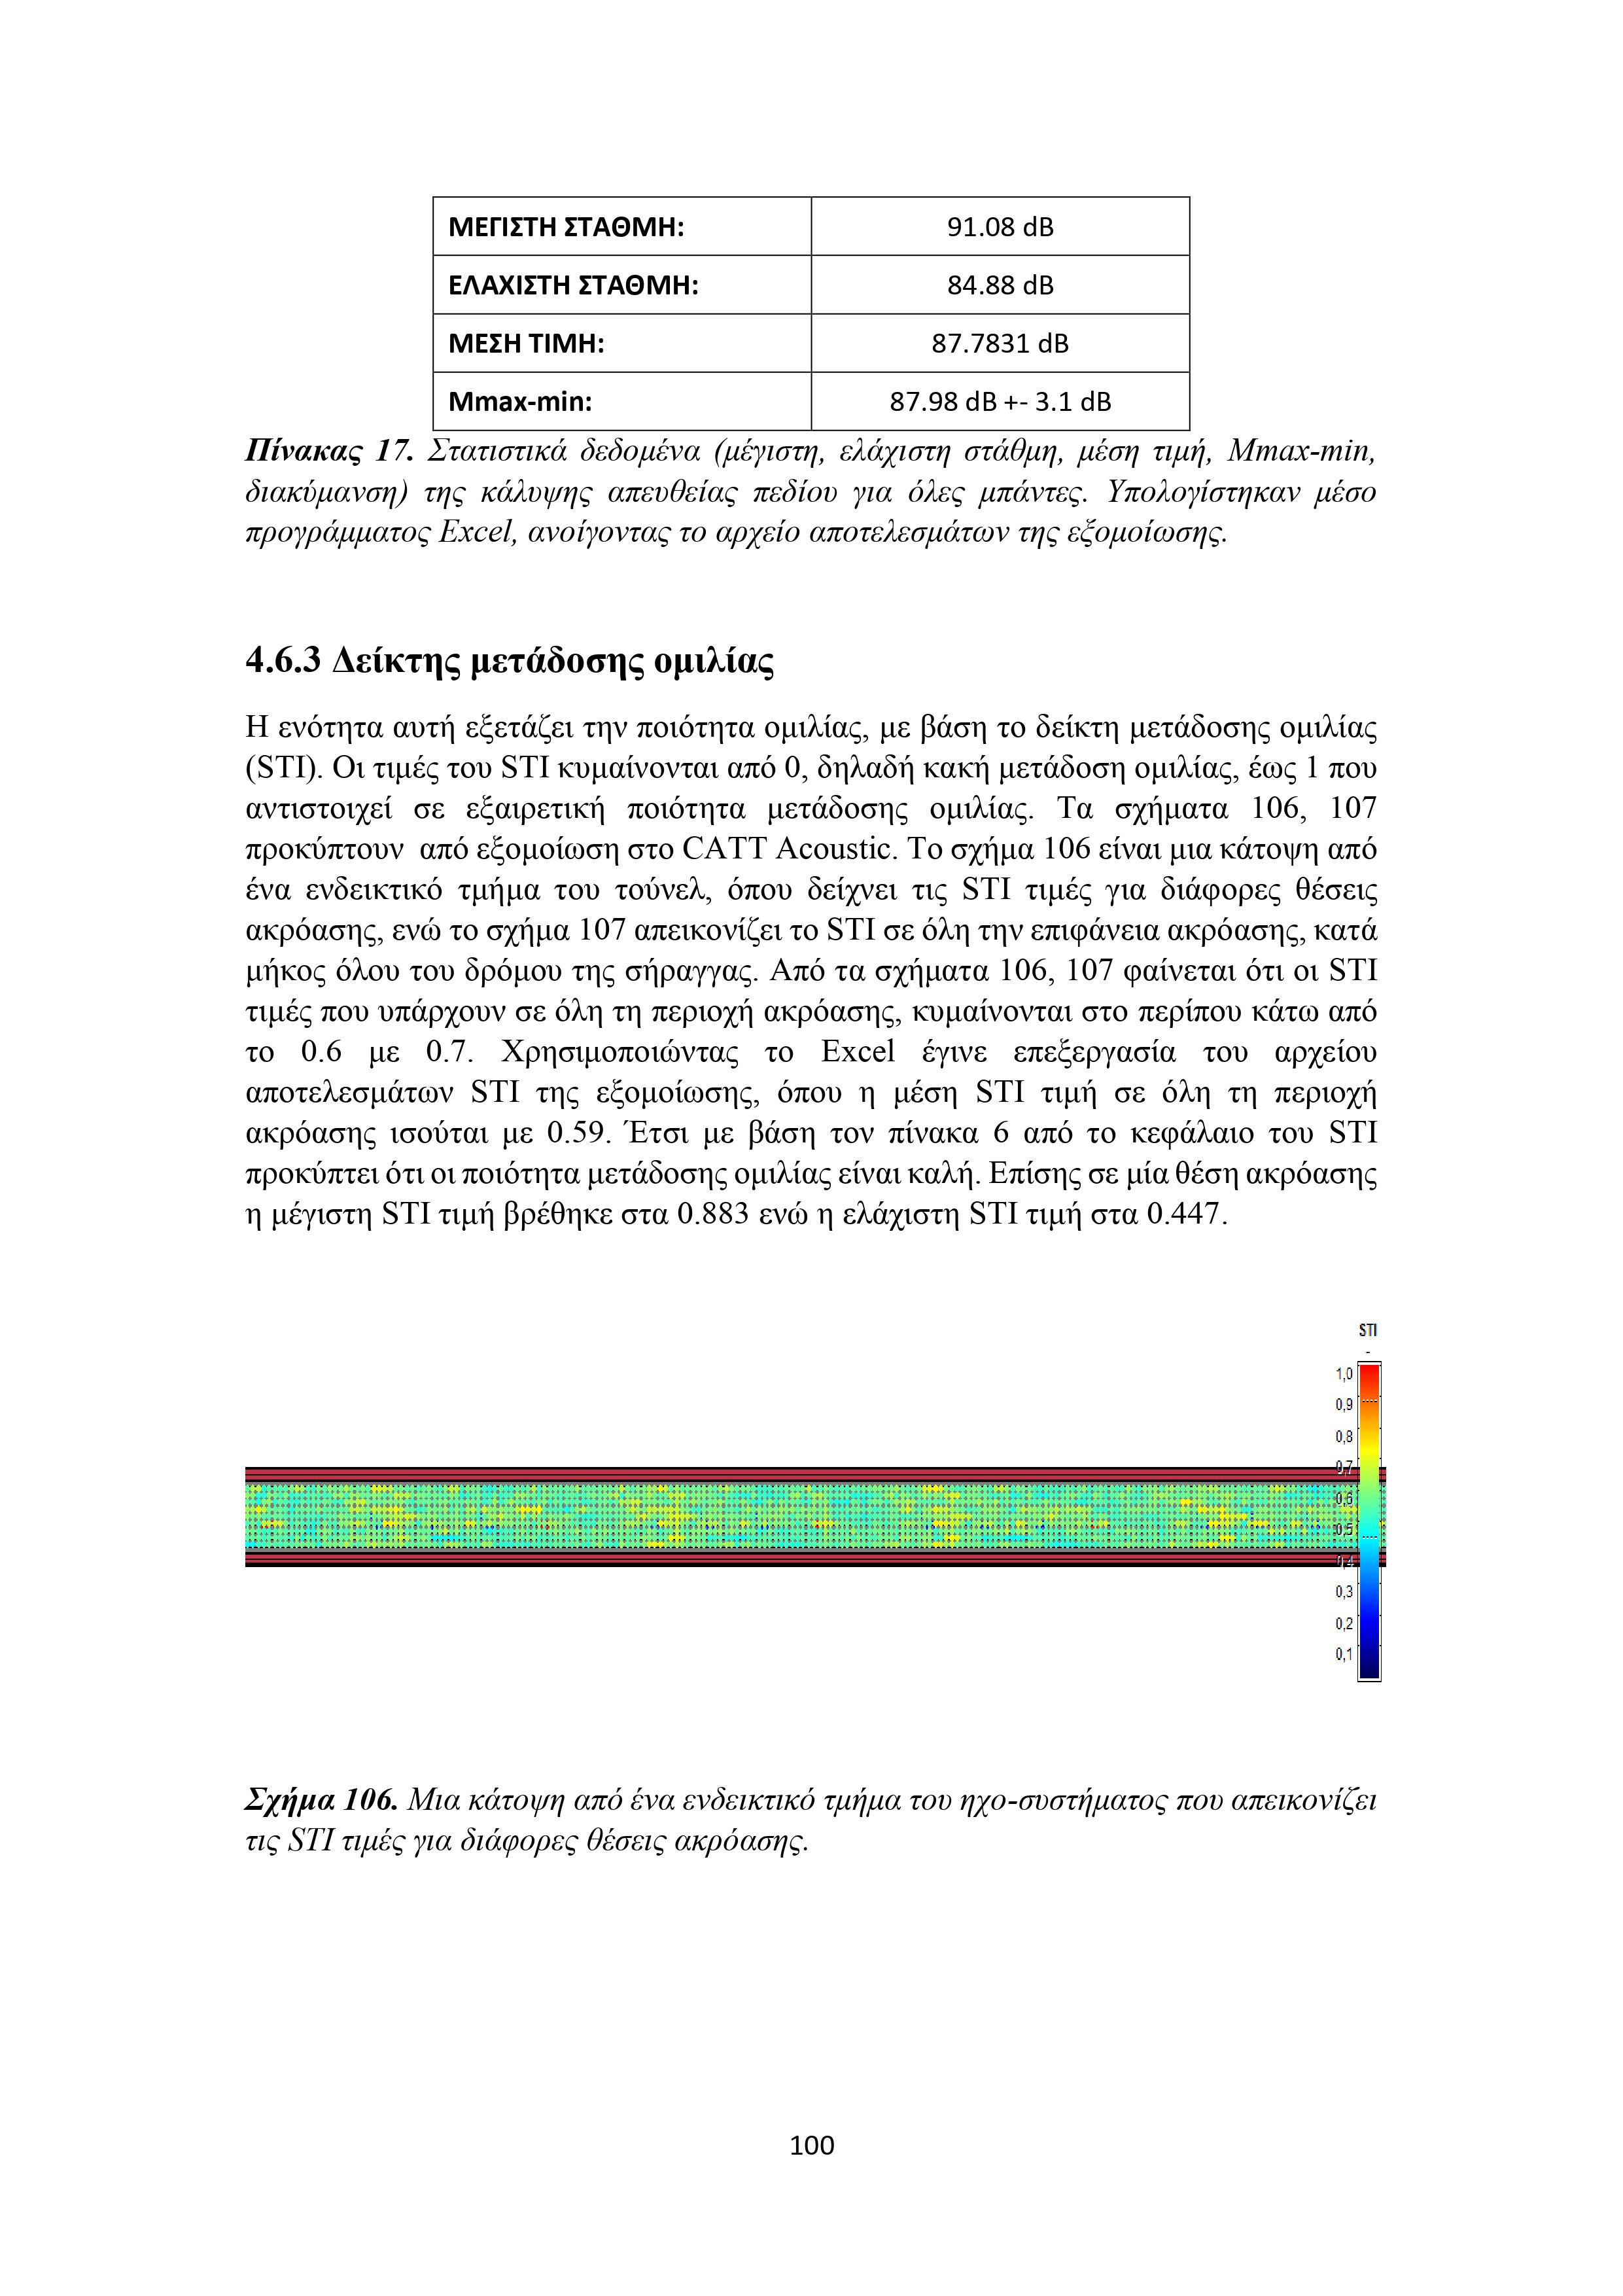 ΜΕΓΙΣΤΗ ΣΤΑΘΜΗ: 91.08 dB
ΕΛΑΧΙΣΤΗ ΣΤΑΘΜΗ: 84.88 dB
ΜΕΣΗ ΤΙΜΗ: 87.7831 dB
Mmax-min: 87.98 dB +- 3.1 dB
Πίνακας 17. Στατιστικά δεδομένα (μέγιστη, ελάχιστη στάθμη, μέση τιμή, Mmax-min,
διακύμανση) της κάλυψης απευθείας πεδίου για όλες μπάντες. Υπολογίστηκαν μέσο
προγράμματος Excel, ανοίγοντας το αρχείο αποτελεσμάτων της εξομοίωσης.
4.6.3 Δείκτης μετάδοσης ομιλίας
Η ενότητα αυτή εξετάζει την ποιότητα ομιλίας, με βάση το δείκτη μετάδοσης ομιλίας
(STI). Οι τιμές του STI κυμαίνονται από 0, δηλαδή κακή μετάδοση ομιλίας, έως 1 που
αντιστοιχεί σε εξαιρετική ποιότητα μετάδοσης ομιλίας. Τα σχήματα 106, 107
προκύπτουν από εξομοίωση στο CATT Acoustic. Το σχήμα 106 είναι μια κάτοψη από
ένα ενδεικτικό τμήμα του τούνελ, όπου δείχνει τις STI τιμές για διάφορες θέσεις
ακρόασης, ενώ το σχήμα 107 απεικονίζει το STI σε όλη την επιφάνεια ακρόασης, κατά
μήκος όλου του δρόμου της σήραγγας. Από τα σχήματα 106, 107 φαίνεται ότι οι STI
τιμές που υπάρχουν σε όλη τη περιοχή ακρόασης, κυμαίνονται στο περίπου κάτω από
το 0.6 με 0.7. Χρησιμοποιώντας το Excel έγινε επεξεργασία του αρχείου
αποτελεσμάτων STI της εξομοίωσης, όπου η μέση STI τιμή σε όλη τη περιοχή
ακρόασης ισούται με 0.59. Έτσι με βάση τον πίνακα 6 από το κεφάλαιο του STI
προκύπτει ότι οι ποιότητα μετάδοσης ομιλίας είναι καλή. Επίσης σε μία θέση ακρόασης
η μέγιστη STI τιμή βρέθηκε στα 0.883 ενώ η ελάχιστη STI τιμή στα 0.447.
STI
-
1,0
0,9
0,8
0,7
0,6
0,5
0,4
0,3
0,2
0,1
Σχήμα 106. Μια κάτοψη από ένα ενδεικτικό τμήμα του ηχο-συστήματος που απεικονίζει
τις STI τιμές για διάφορες θέσεις ακρόασης.
100